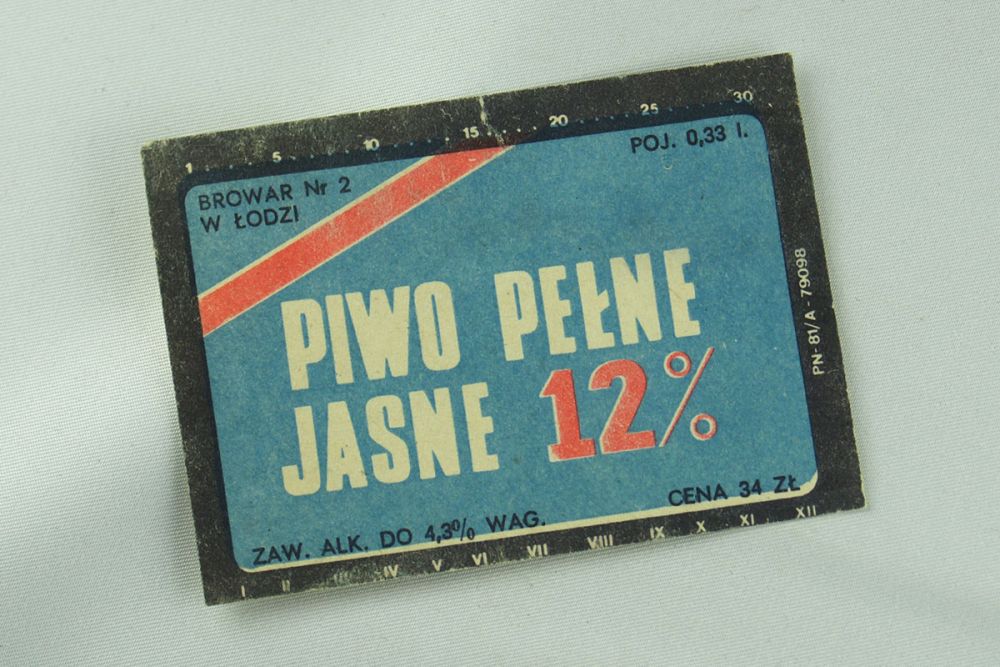 1 5 10 15 20 25 30
BROWAR Nr 2
W ŁODZI
POJ. 0,33 l.
PIWO PEŁNE
JASNE 12%
PN-81/A-79098
CENA 34 ZŁ
ZAW. ALK. DO 4,3% WAG.
I II IV V VI VII VIII IX X XI XII